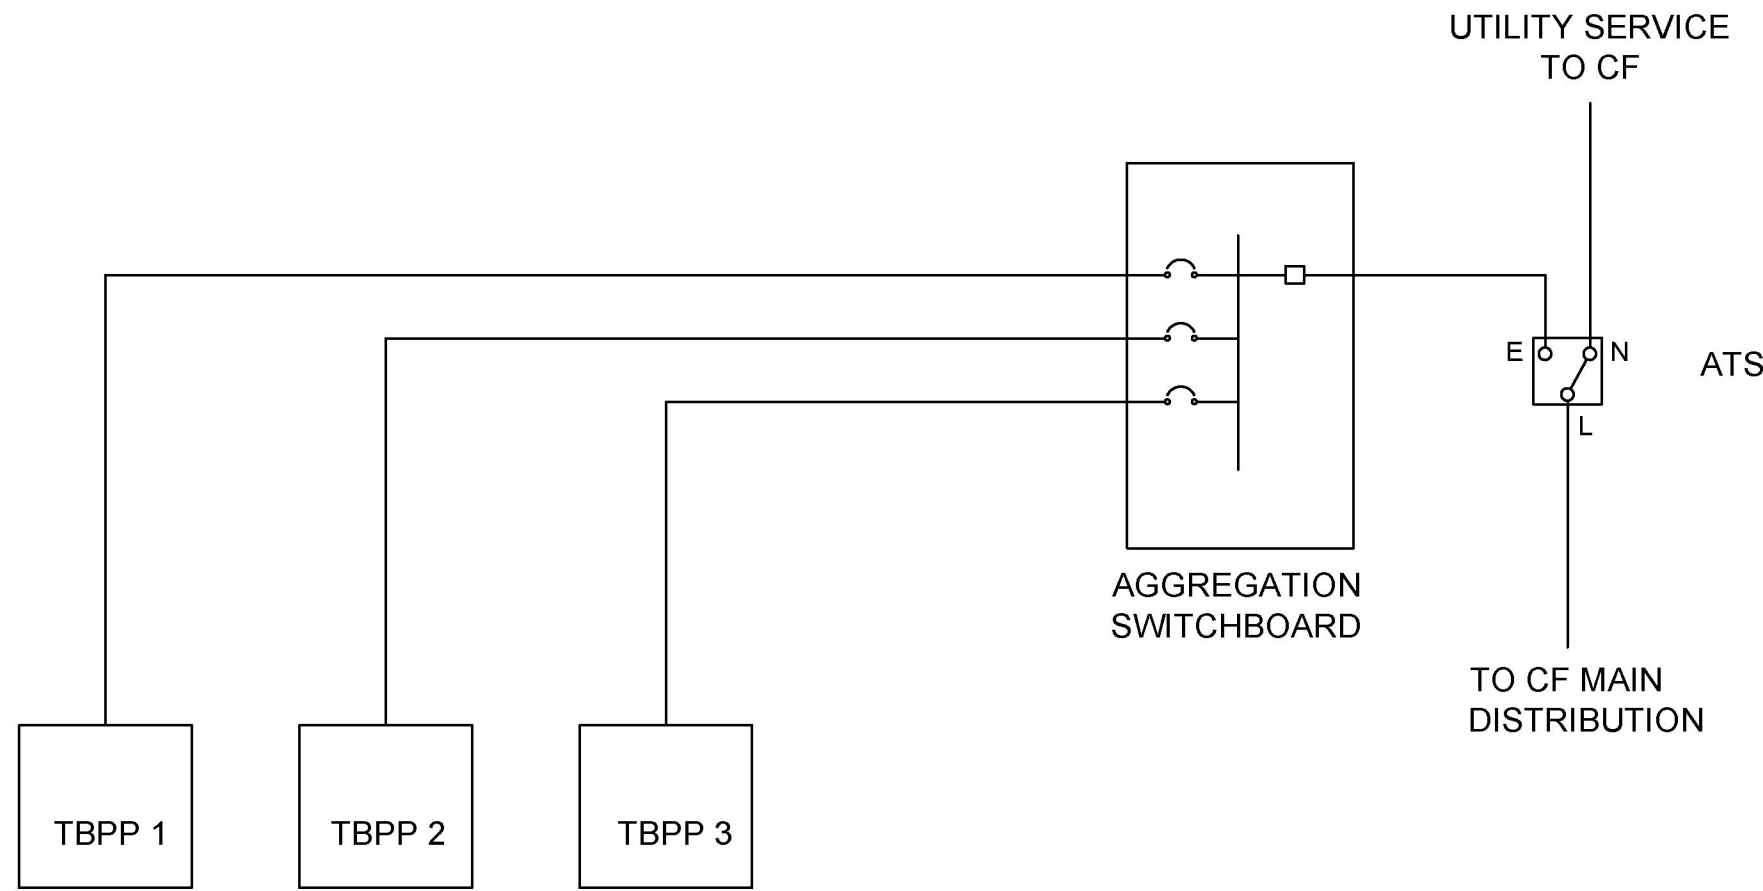 UTILITY SERVICE
TO CF
E
N
ATS
L
AGGREGATION
SWITCHBOARD
TO CF MAIN
DISTRIBUTION
TBPP 1
TBPP 2
TBPP 3